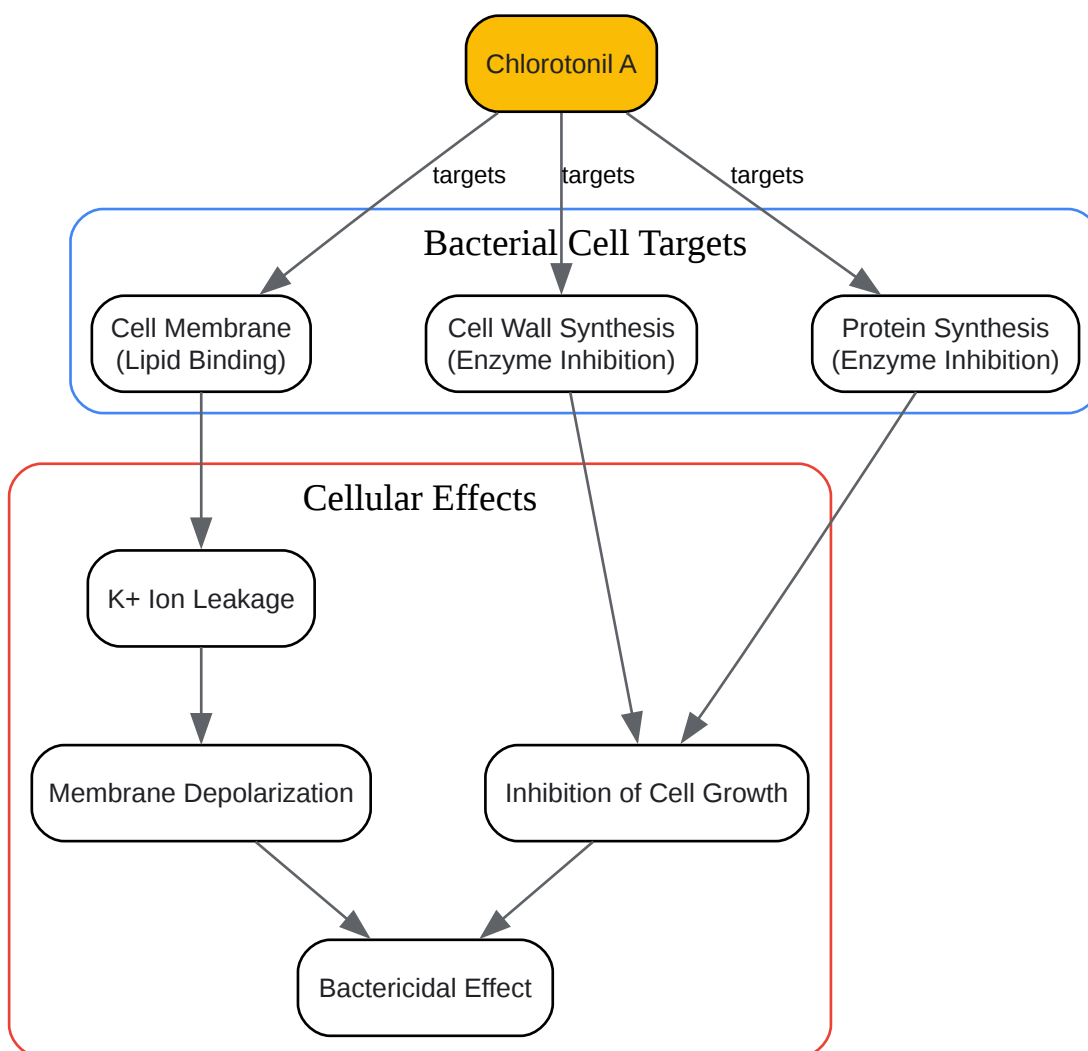 Chlorotonil A
targets
targets
targets
Bacterial Cell Targets
Cell Membrane
(Lipid Binding)
Cell Wall Synthesis
(Enzyme Inhibition)
Protein Synthesis
(Enzyme Inhibition)
Cellular Effects
K+ Ion Leakage
Membrane Depolarization
Inhibition of Cell Growth
Bactericidal Effect